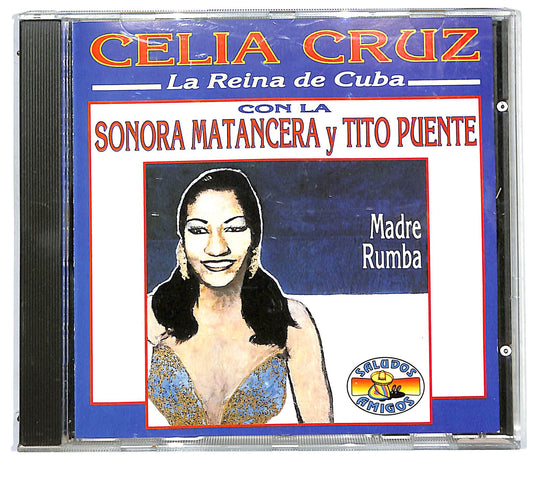 CELIA CRUZ
La Reina de Cuba
CON LA
SONORA MATANCERA y TITO PUENTE
Madre
Rumba
SALUDOS
AMIGOS